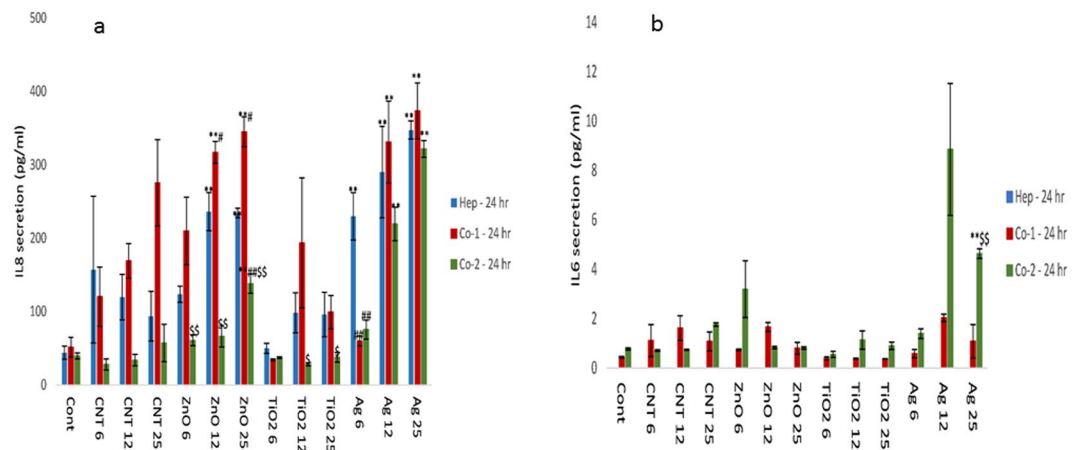 a
500
400
300
200
100
0
IL8 secretion (pg/ml)
**
**#
**
**#
*
##$$
$$
$$
$
$
**
##
##
**
**
**
**
**
**
Hep - 24 hr
Co-1 - 24 hr
Co-2 - 24 hr
Cont
CNT 6
CNT 12
CNT 25
ZnO 6
ZnO 12
ZnO 25
TiO2 6
TiO2 12
TiO2 25
Ag 6
Ag 12
Ag 25
b
14
12
10
8
6
4
2
0
IL6 secretion (pg/ml)
**$$
Hep - 24 hr
Co-1 - 24 hr
Co-2 - 24 hr
Cont
CNT 6
CNT 12
CNT 25
ZnO 6
ZnO 12
ZnO 25
TiO2 6
TiO2 12
TiO2 25
Ag 6
Ag 12
Ag 25